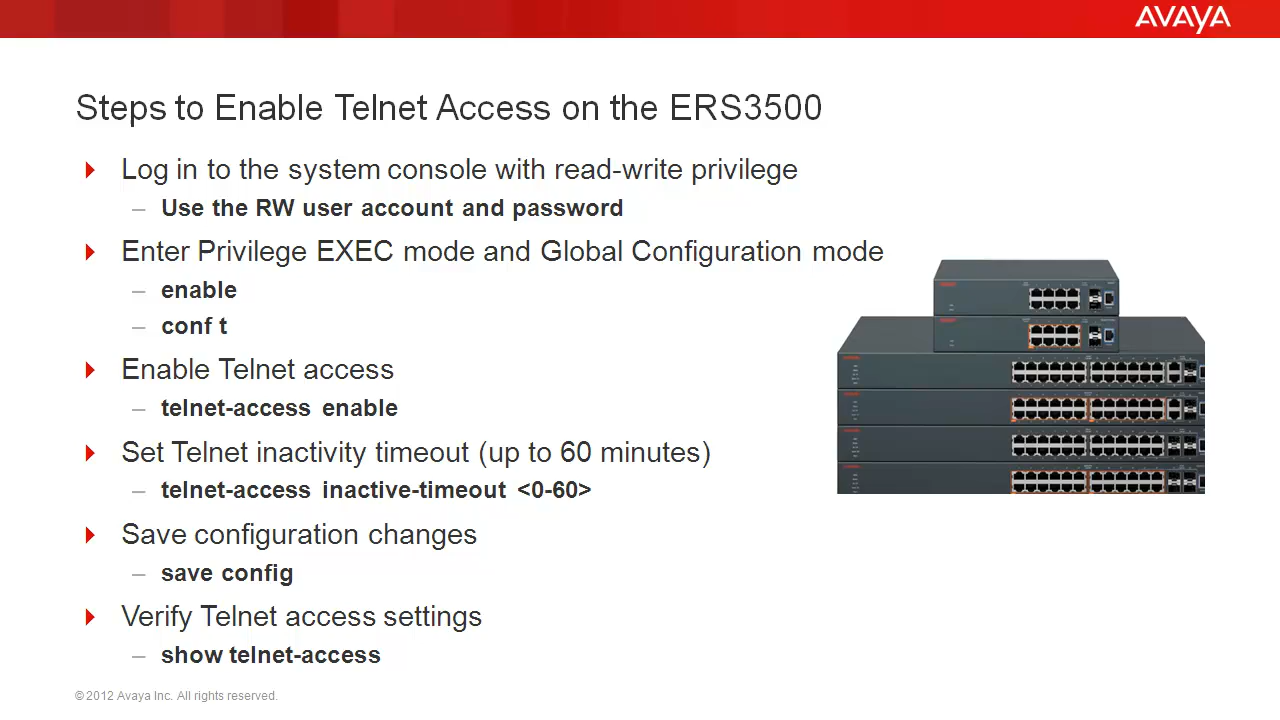 AVAYA
Steps to Enable Telnet Access on the ERS3500
Log in to the system console with read-write privilege
– Use the RW user account and password
Enter Privilege EXEC mode and Global Configuration mode
– enable
– conf t
Enable Telnet access
– telnet-access enable
Set Telnet inactivity timeout (up to 60 minutes)
– telnet-access inactive-timeout <0-60>
Save configuration changes
– save config
Verify Telnet access settings
– show telnet-access
© 2012 Avaya Inc. All rights reserved.